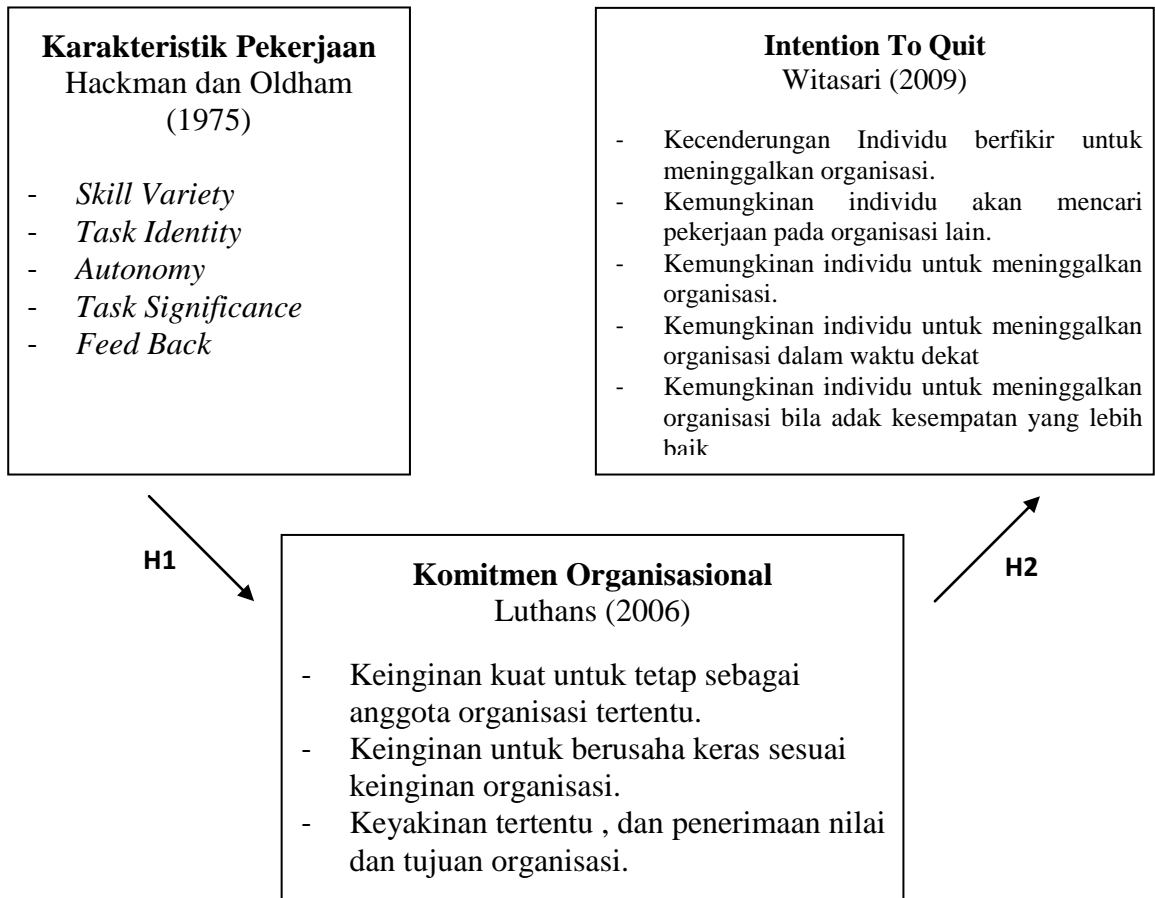 Karakteristik Pekerjaan
Hackman dan Oldham
(1975)
- Skill Variety
- Task Identity
- Autonomy
- Task Significance
- Feed Back
Intention To Quit
Witasari (2009)
- Kecenderungan Individu berfikir untuk
meninggalkan organisasi.
- Kemungkinan individu akan mencari
pekerjaan pada organisasi lain.
- Kemungkinan individu untuk meninggalkan
organisasi.
- Kemungkinan individu untuk meninggalkan
organisasi dalam waktu dekat
- Kemungkinan individu untuk meninggalkan
organisasi bila adak kesempatan yang lebih
baik
H1
H2
Komitmen Organisasional
Luthans (2006)
- Keinginan kuat untuk tetap sebagai
anggota organisasi tertentu.
- Keinginan untuk berusaha keras sesuai
keinginan organisasi.
- Keyakinan tertentu , dan penerimaan nilai
dan tujuan organisasi.